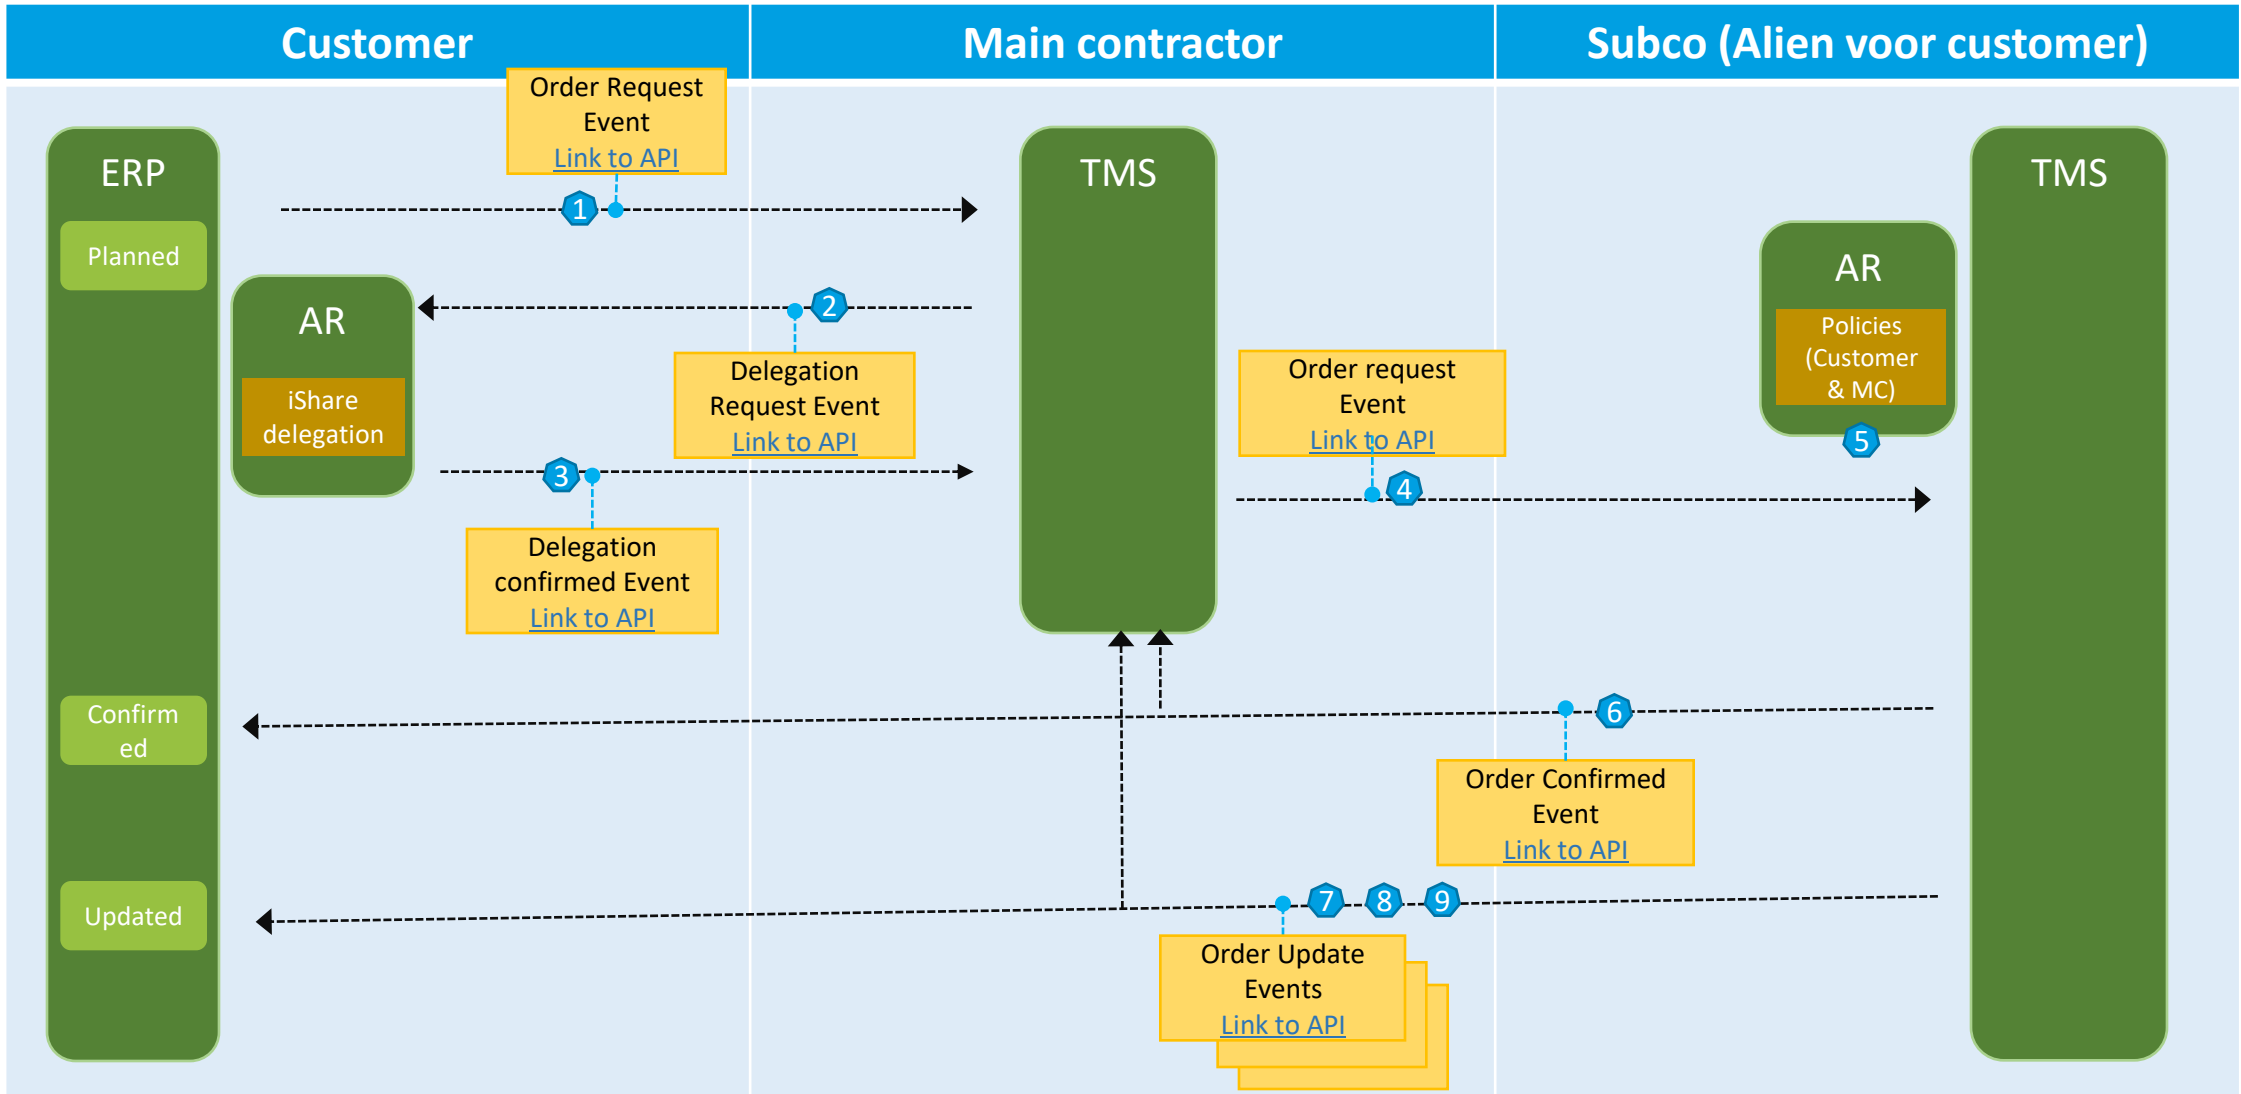 Customer
Main contractor
Subco (Alien voor customer)
Order Request
Event
Link to API
ERP
TMS
TMS
1
Planned
AR
2
AR
Policies
(Customer
& MC)
iShare
delegation
Delegation
Request Event
Link to API
Order request
Event
Link to API
5
3
4
Delegation
confirmed Event
Link to API
Confirm
ed
6
Order Confirmed
Event
Link to API
Updated
7
8
9
Order Update
Events
Link to API